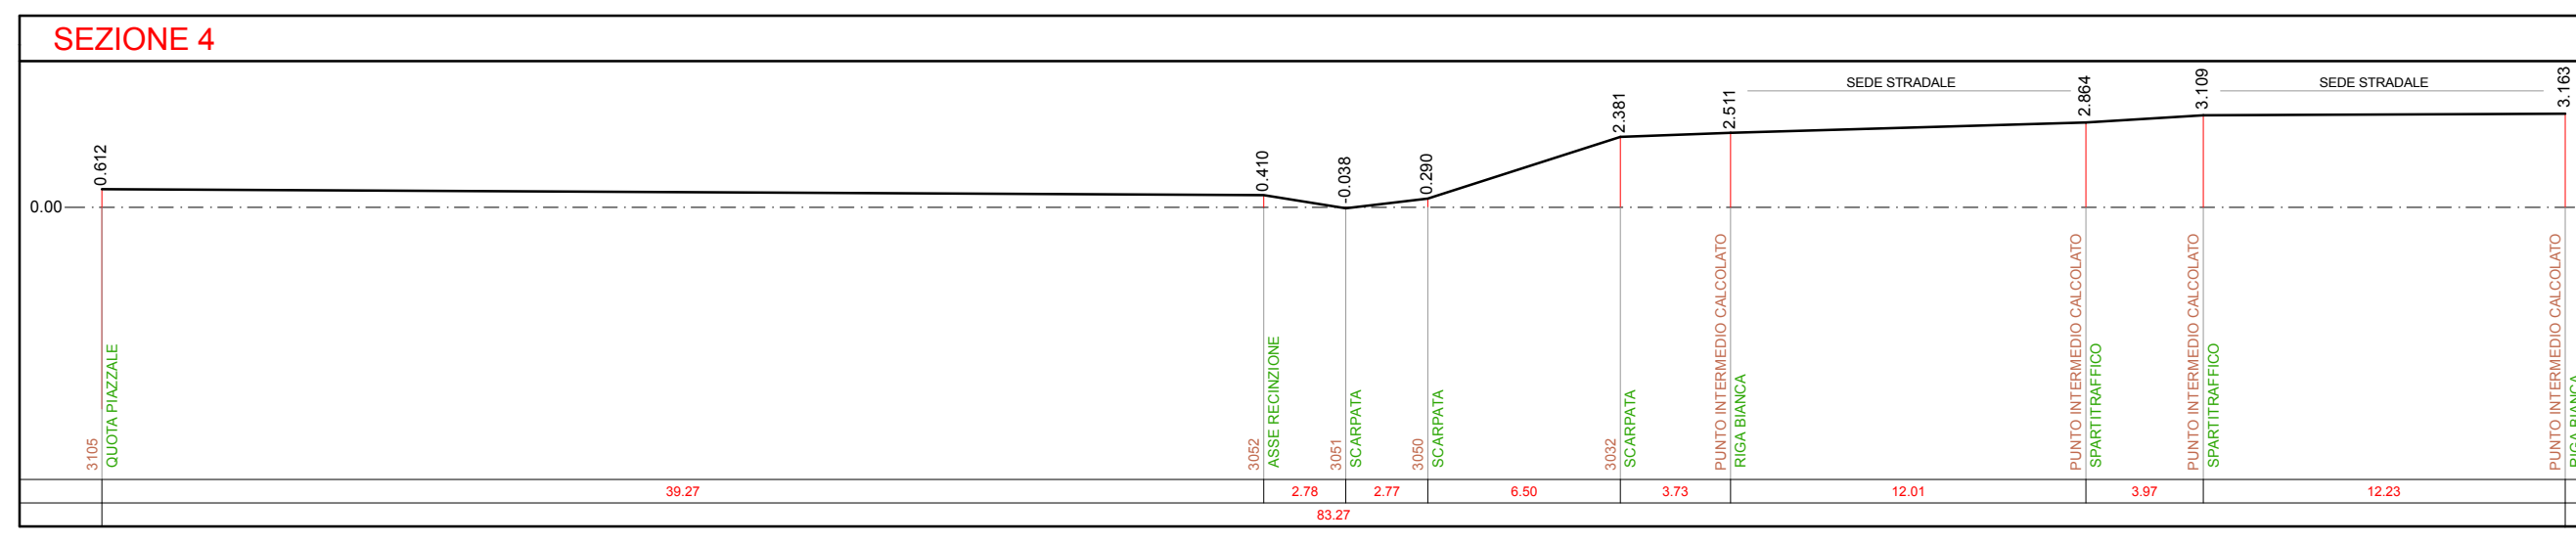 SEZIONE 4
SEDE STRADALE
SEDE STRADALE
0.612
0.410
-0.038
0.290
2.381
2.511
2.864
3.109
3.163
0.00
3105
QUOTA PIAZZALE
3052
ASSE RECINZIONE
3051
SCARPATA
3050
SCARPATA
3032
SCARPATA
PUNTO INTERMEDIO CALCOLATO
RIGA BIANCA
PUNTO INTERMEDIO CALCOLATO
SPARTITRAFFICO
PUNTO INTERMEDIO CALCOLATO
SPARTITRAFFICO
PUNTO INTERMEDIO CALCOLATO
RIGA BIANCA
39.27
2.78
2.77
6.50
3.73
12.01
3.97
12.23
83.27